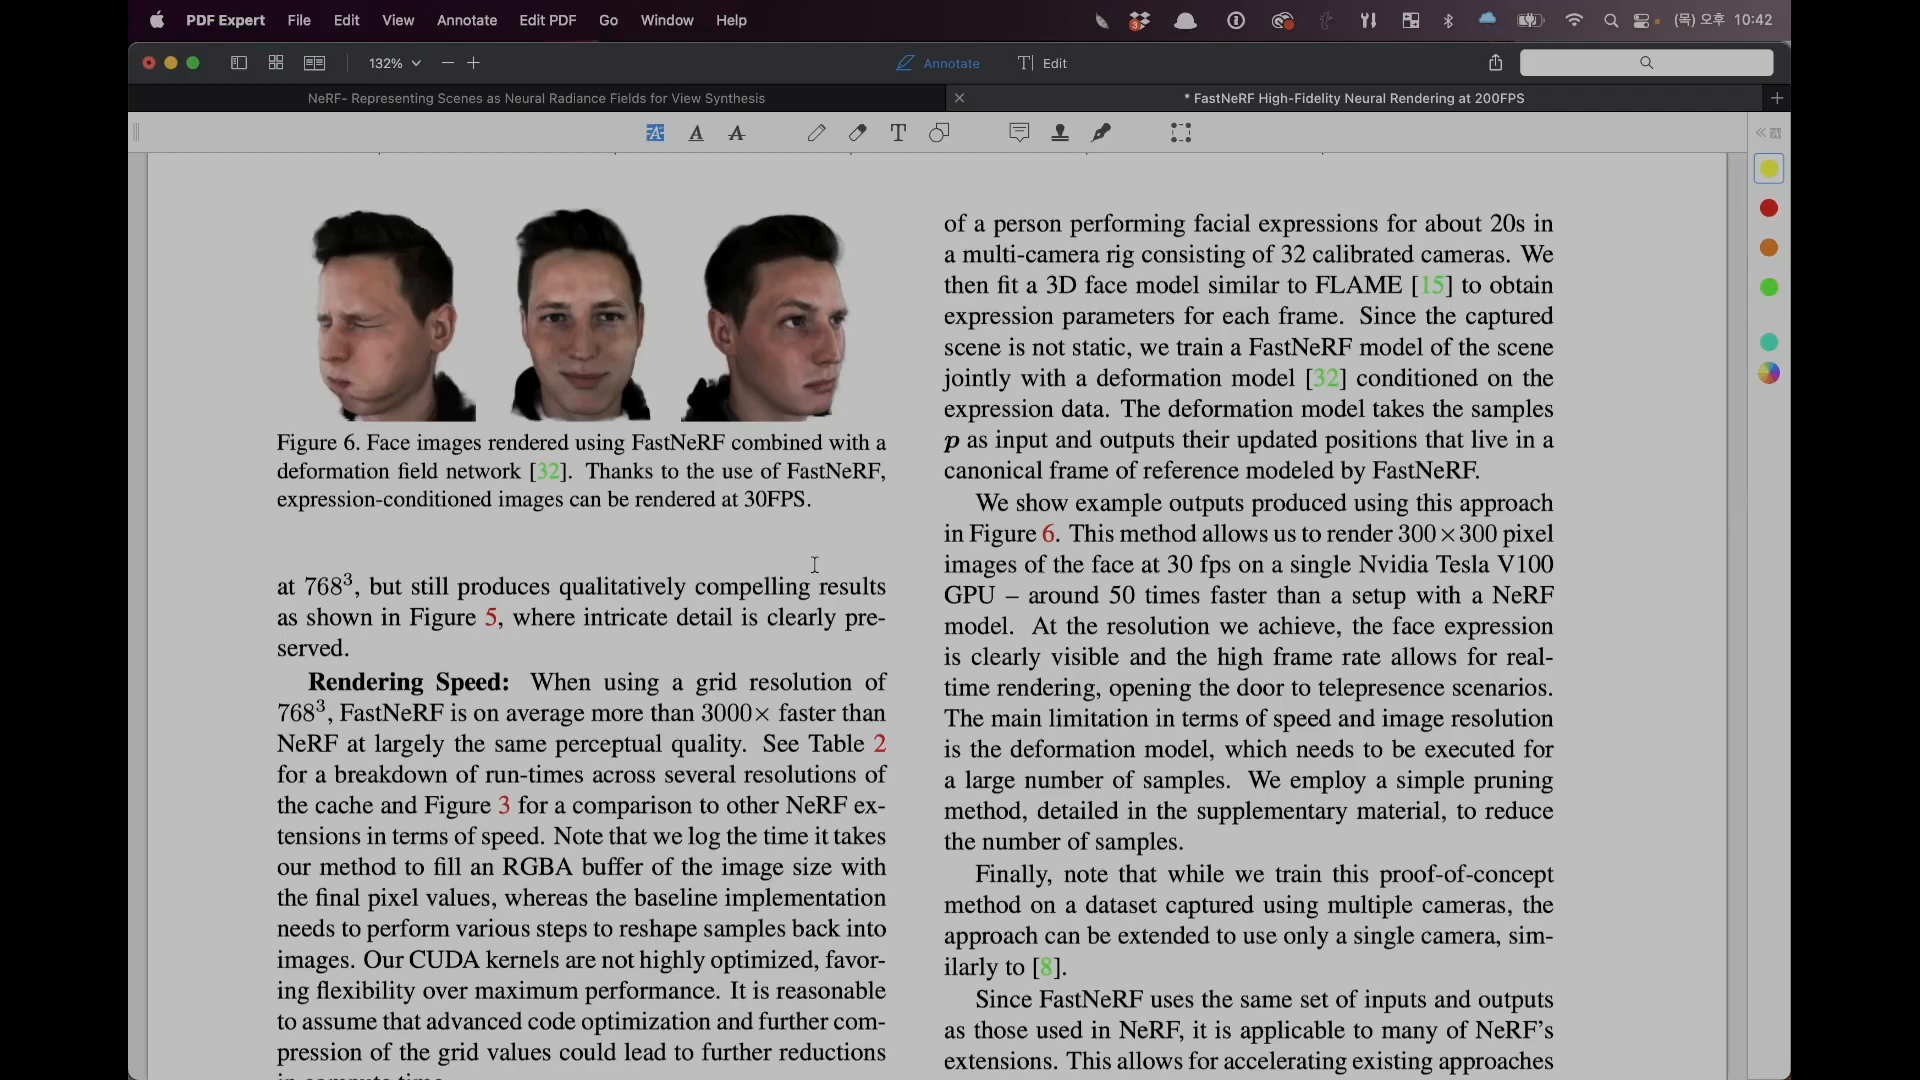 PDF Expert File Edit View Annotate Edit PDF Go Window Help 3 (목) 오후 10:42
132% Annotate T Edit
NeRF- Representing Scenes as Neural Radiance Fields for View Synthesis
* FastNeRF High-Fidelity Neural Rendering at 200FPS
A A A T
Figure 6. Face images rendered using FastNeRF combined with a
deformation field network [32]. Thanks to the use of FastNeRF,
expression-conditioned images can be rendered at 30FPS.
at 768³, but still produces qualitatively compelling results
as shown in Figure 5, where intricate detail is clearly pre-
served.
Rendering Speed: When using a grid resolution of
768³, FastNeRF is on average more than 3000× faster than
NeRF at largely the same perceptual quality. See Table 2
for a breakdown of run-times across several resolutions of
the cache and Figure 3 for a comparison to other NeRF ex-
tensions in terms of speed. Note that we log the time it takes
our method to fill an RGBA buffer of the image size with
the final pixel values, whereas the baseline implementation
needs to perform various steps to reshape samples back into
images. Our CUDA kernels are not highly optimized, favor-
ing flexibility over maximum performance. It is reasonable
to assume that advanced code optimization and further com-
pression of the grid values could lead to further reductions
of a person performing facial expressions for about 20s in
a multi-camera rig consisting of 32 calibrated cameras. We
then fit a 3D face model similar to FLAME [15] to obtain
expression parameters for each frame. Since the captured
scene is not static, we train a FastNeRF model of the scene
jointly with a deformation model [32] conditioned on the
expression data. The deformation model takes the samples
p as input and outputs their updated positions that live in a
canonical frame of reference modeled by FastNeRF.
We show example outputs produced using this approach
in Figure 6. This method allows us to render 300×300 pixel
images of the face at 30 fps on a single Nvidia Tesla V100
GPU – around 50 times faster than a setup with a NeRF
model. At the resolution we achieve, the face expression
is clearly visible and the high frame rate allows for real-
time rendering, opening the door to telepresence scenarios.
The main limitation in terms of speed and image resolution
is the deformation model, which needs to be executed for
a large number of samples. We employ a simple pruning
method, detailed in the supplementary material, to reduce
the number of samples.
Finally, note that while we train this proof-of-concept
method on a dataset captured using multiple cameras, the
approach can be extended to use only a single camera, sim-
ilarly to [8].
Since FastNeRF uses the same set of inputs and outputs
as those used in NeRF, it is applicable to many of NeRF's
extensions. This allows for accelerating existing approaches